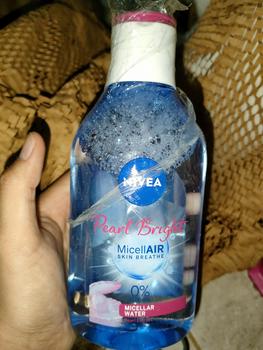 NIVEA
Pearl Bright
MicellAIR
SKIN BREATHE
0%
MICELLAR
WATER